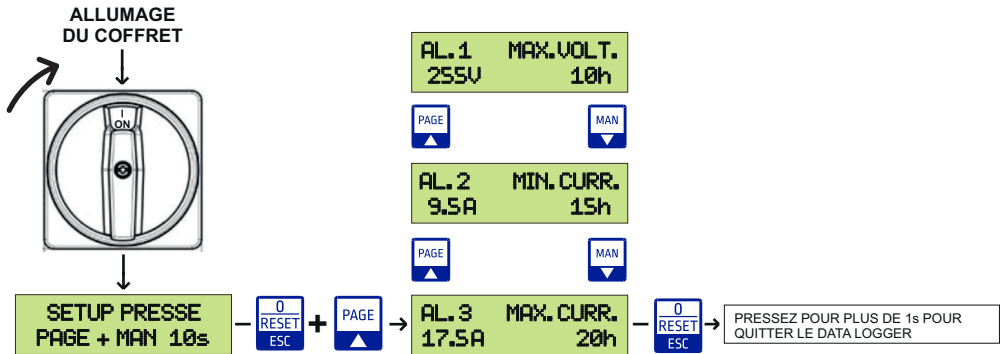 ALLUMAGE
DU COFFRET
I
ON
AL.1 MAX.VOLT.
255V 10h
PAGE
MAN
AL.2 MIN.CURR.
9.5A 15h
PAGE
MAN
SETUP PRESSE
PAGE + MAN 10s
0
RESET
ESC
+
PAGE
AL.3 MAX.CURR.
17.5A 20h
0
RESET
ESC
PRESSEZ POUR PLUS DE 1s POUR
QUITTER LE DATA LOGGER